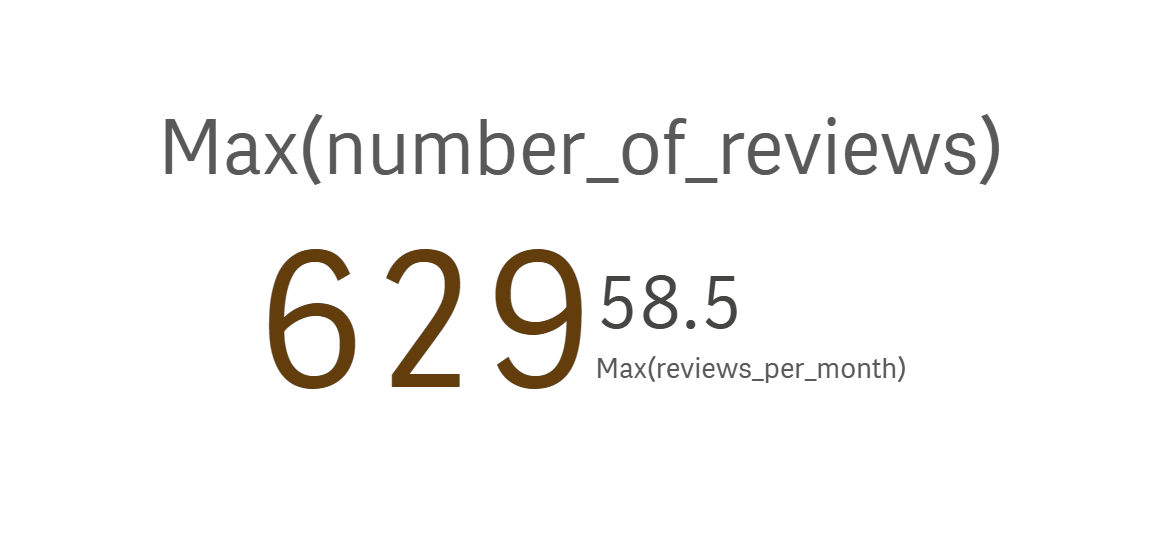 Max(number_of_reviews)
629
58.5
Max(reviews_per_month)